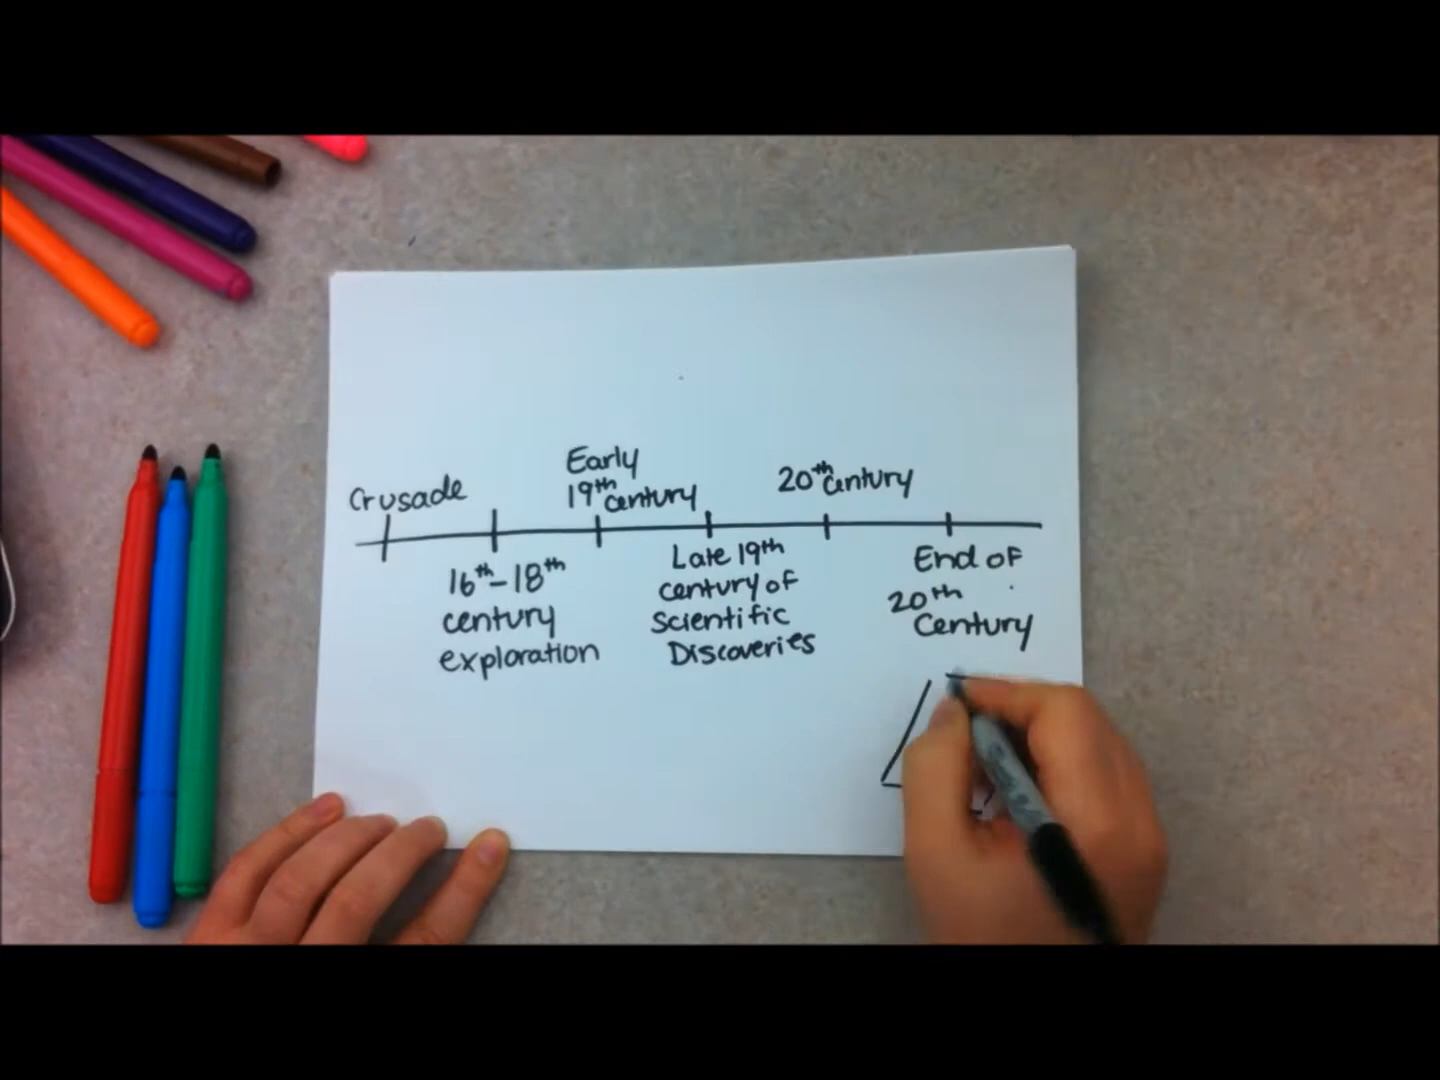 Crusade
16th-18th
century
exploration
Early
19th century
Late 19th
century of
Scientific
Discoveries
20th century
End of
20th
Century